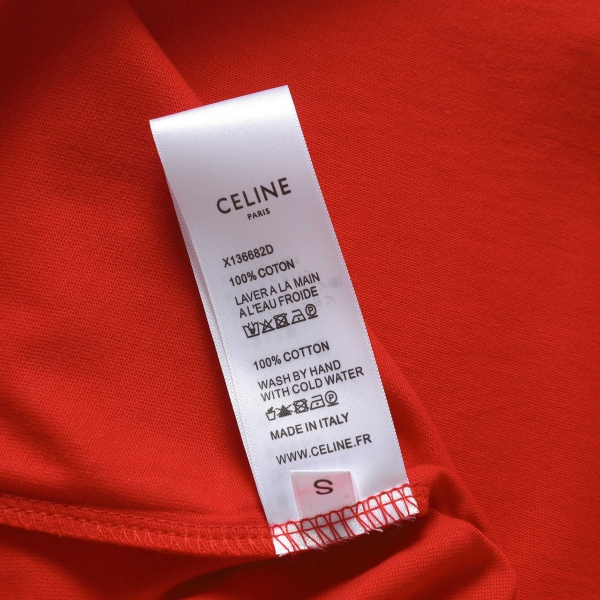 CELINE
PARIS
X136682D
100% COTON
LAVER A LA MAIN
A L'EAU FROIDE
100% COTTON
WASH BY HAND
WITH COLD WATER
MADE IN ITALY
WWW.CELINE.FR
S